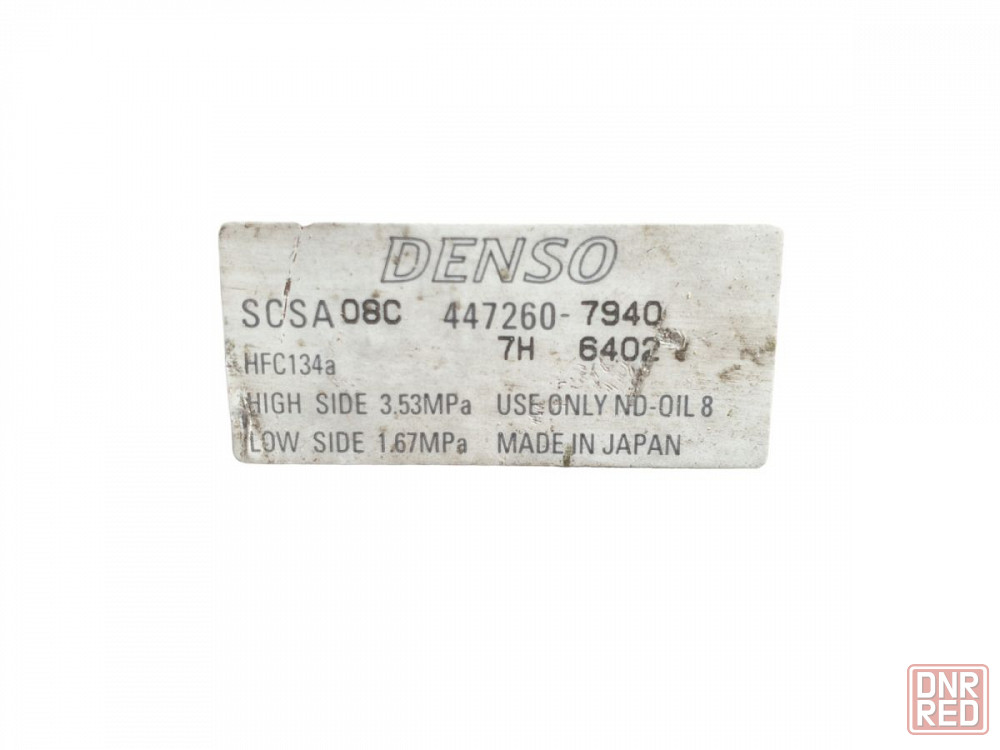 DENSO
SCSA08C 447260-7940
7H 6402
HFC134a
HIGH SIDE 3.53MPa USE ONLY ND-OIL 8
LOW SIDE 1.67MPa MADE IN JAPAN
DNR
RED